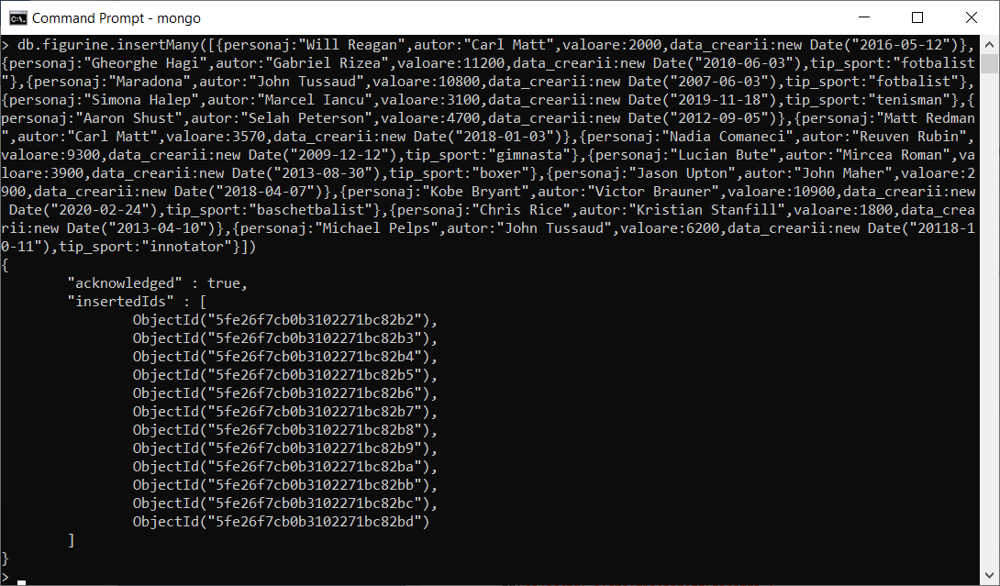 Command Prompt - mongo
> db.figurine.insertMany([{personaj:"Will Reagan",autor:"Carl Matt",valoare:2000,data_crearii:new Date("2016-05-12")},
{personaj:"Gheorghe Hagi",autor:"Gabriel Rizea",valoare:11200,data_crearii:new Date("2010-06-03"),tip_sport:"fotbalist
"},{personaj:"Maradona",autor:"John Tussaud",valoare:10800,data_crearii:new Date("2007-06-03"),tip_sport:"fotbalist"},
{personaj:"Simona Halep",autor:"Marcel Iancu",valoare:3100,data_crearii:new Date("2019-11-18"),tip_sport:"tenisman"},{
personaj:"Aaron Shust",autor:"Selah Peterson",valoare:4700,data_crearii:new Date("2012-09-05")},{personaj:"Matt Redman
",autor:"Carl Matt",valoare:3570,data_crearii:new Date("2018-01-03")},{personaj:"Nadia Comaneci",autor:"Reuven Rubin",
valoare:9300,data_crearii:new Date("2009-12-12"),tip_sport:"gimnasta"},{personaj:"Lucian Bute",autor:"Mircea Roman",va
loare:3900,data_crearii:new Date("2013-08-30"),tip_sport:"boxer"},{personaj:"Jason Upton",autor:"John Maher",valoare:2
900,data_crearii:new Date("2018-04-07")},{personaj:"Kobe Bryant",autor:"Victor Brauner",valoare:10900,data_crearii:new
 Date("2020-02-24"),tip_sport:"baschetbalist"},{personaj:"Chris Rice",autor:"Kristian Stanfill",valoare:1800,data_crea
rii:new Date("2013-04-10")},{personaj:"Michael Pelps",autor:"John Tussaud",valoare:6200,data_crearii:new Date("20118-1
0-11"),tip_sport:"innotator"}])
{
        "acknowledged" : true,
        "insertedIds" : [
                ObjectId("5fe26f7cb0b3102271bc82b2"),
                ObjectId("5fe26f7cb0b3102271bc82b3"),
                ObjectId("5fe26f7cb0b3102271bc82b4"),
                ObjectId("5fe26f7cb0b3102271bc82b5"),
                ObjectId("5fe26f7cb0b3102271bc82b6"),
                ObjectId("5fe26f7cb0b3102271bc82b7"),
                ObjectId("5fe26f7cb0b3102271bc82b8"),
                ObjectId("5fe26f7cb0b3102271bc82b9"),
                ObjectId("5fe26f7cb0b3102271bc82ba"),
                ObjectId("5fe26f7cb0b3102271bc82bb"),
                ObjectId("5fe26f7cb0b3102271bc82bc"),
                ObjectId("5fe26f7cb0b3102271bc82bd")
        ]
}
>